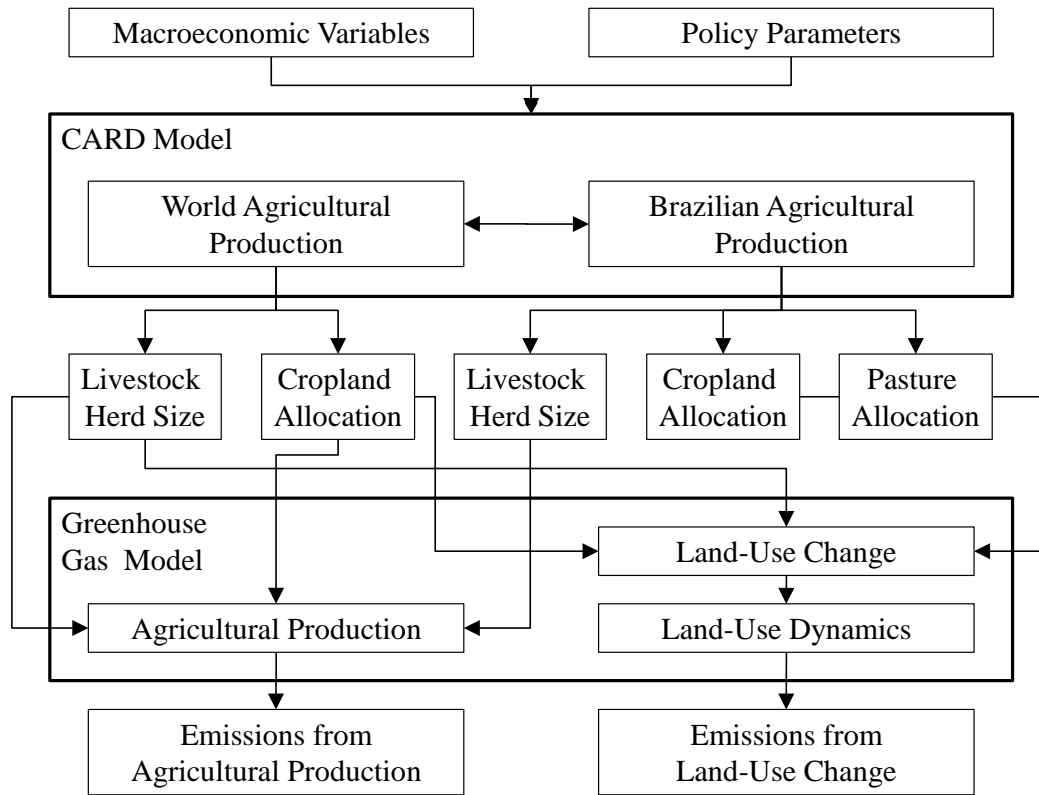 Macroeconomic Variables
Policy Parameters
CARD Model
World Agricultural
Production
Brazilian Agricultural
Production
Livestock
Herd Size
Cropland
Allocation
Livestock
Herd Size
Cropland
Allocation
Pasture
Allocation
Greenhouse
Gas Model
Land-Use Change
Agricultural Production
Land-Use Dynamics
Emissions from
Agricultural Production
Emissions from
Land-Use Change